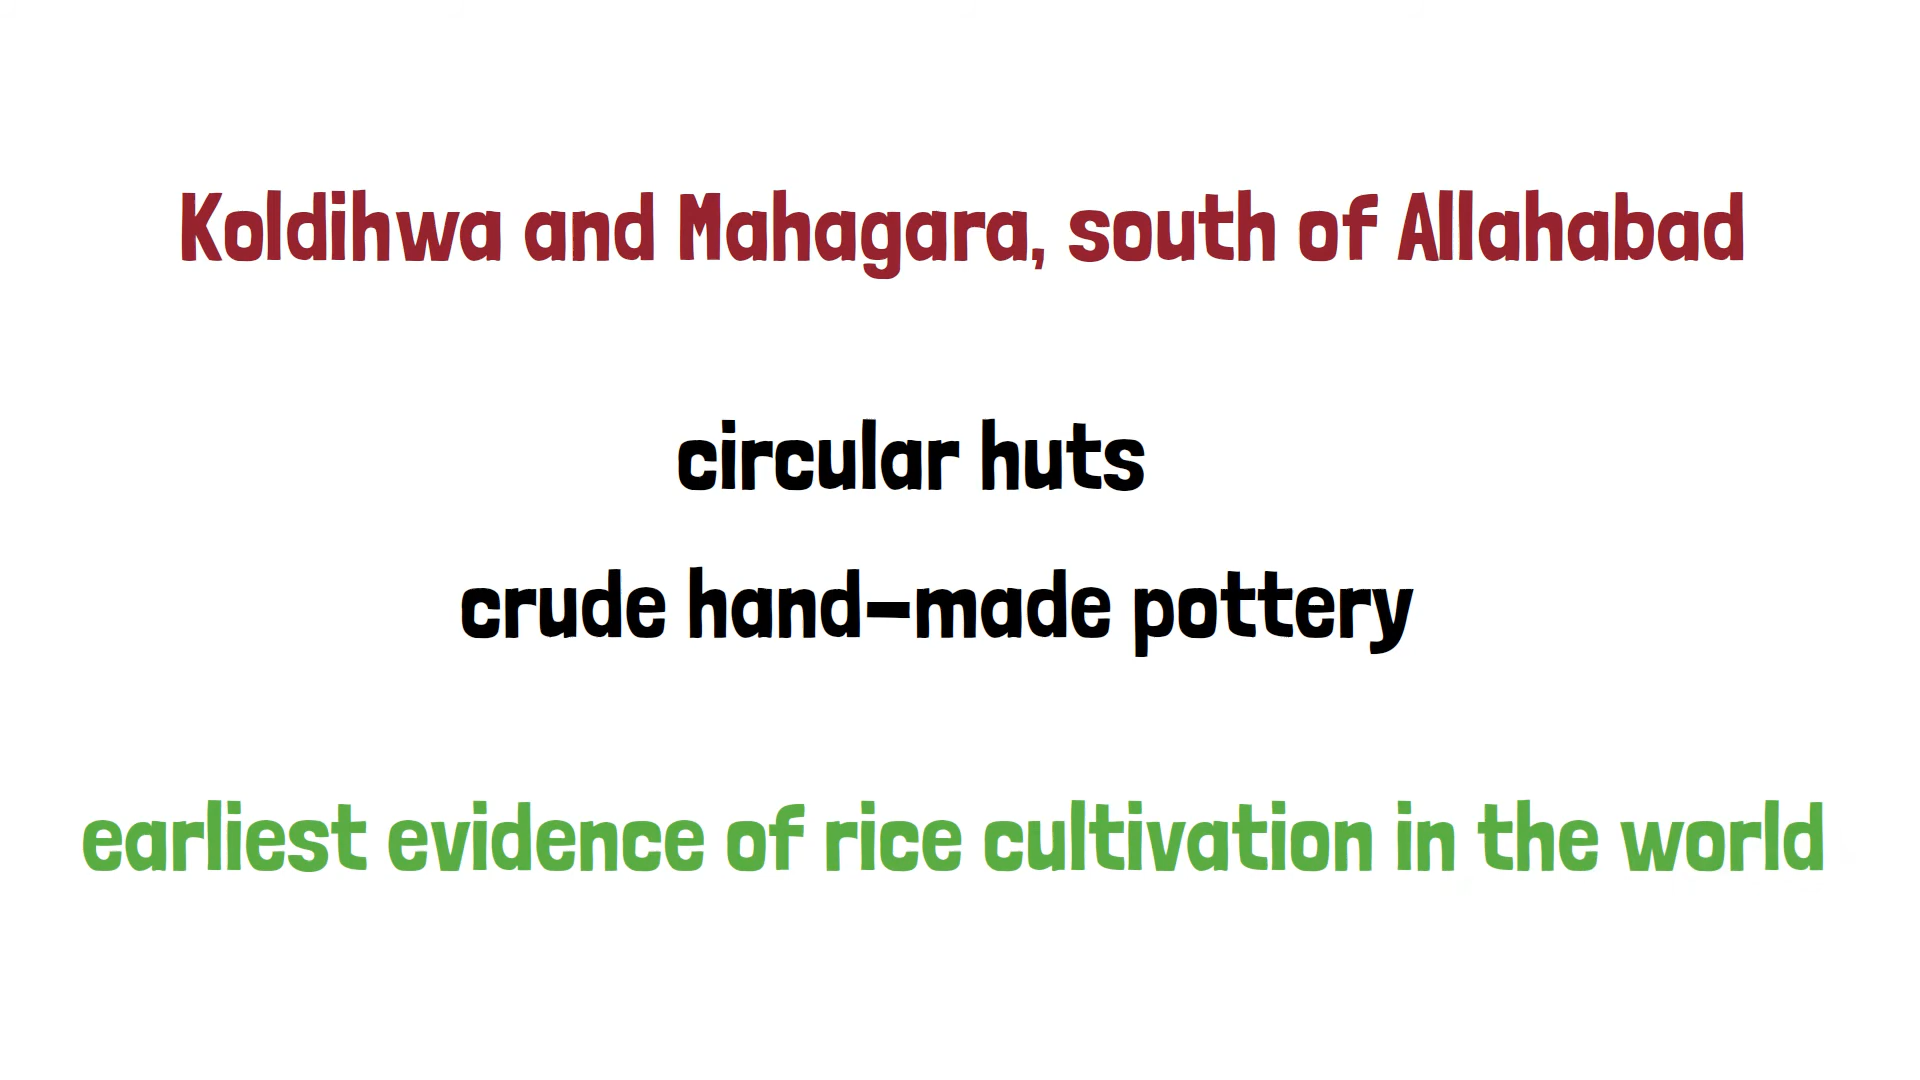 Koldihwa and Mahagara, south of Allahabad
circular huts
crude hand-made pottery
earliest evidence of rice cultivation in the world